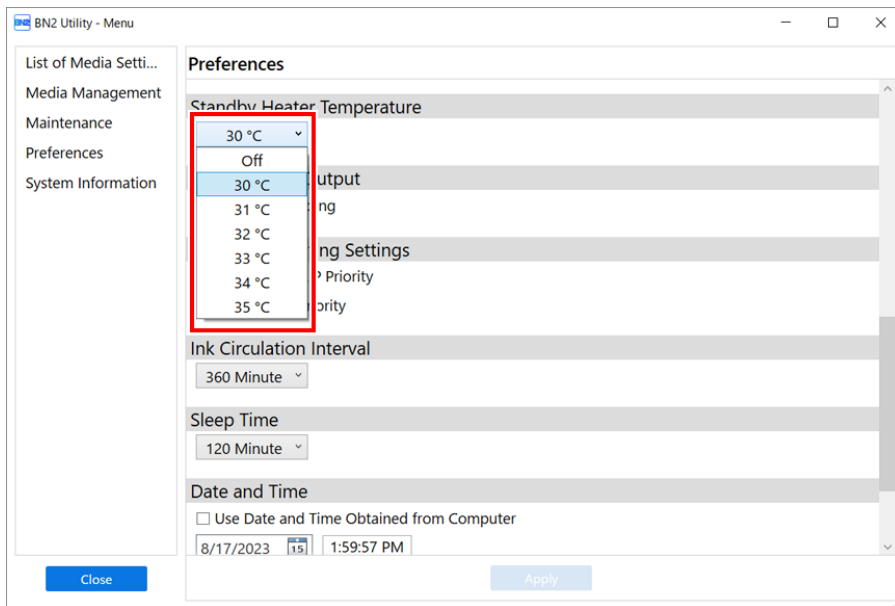 BN2 BN2 Utility - Menu
List of Media Setti...
Media Management
Maintenance
Preferences
System Information
Close
Preferences
Standby Heater Temperature
30 °C
Off
30 °C
31 °C
32 °C
33 °C
34 °C
35 °C
utput
ng
ng Settings
P Priority
ority
Ink Circulation Interval
360 Minute
Sleep Time
120 Minute
Date and Time
Use Date and Time Obtained from Computer
8/17/2023 15 1:59:57 PM
Apply